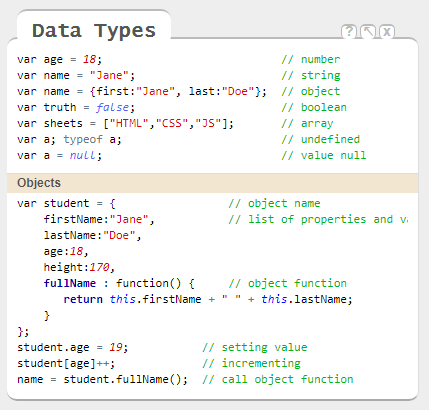 Data Types
? x
var age = 18; // number
var name = "Jane"; // string
var name = {first:"Jane", last:"Doe"}; // object
var truth = false; // boolean
var sheets = ["HTML","CSS","JS"]; // array
var a; typeof a; // undefined
var a = null; // value null
Objects
var student = { // object name
firstName:"Jane", // list of properties and
lastName:"Doe",
age:18,
height:170,
fullName : function() { // object function
return this.firstName + " " + this.lastName;
}
};
student.age = 19; // setting value
student[age]++; // incrementing
name = student.fullName(); // call object function